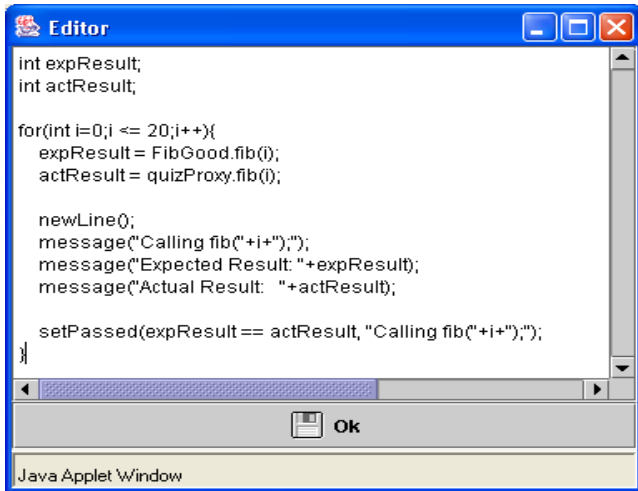 Editor
int expResult;
int actResult;
for(int i=0;i <= 20;i++){
expResult = FibGood.fib(i);
actResult = quizProxy.fib(i);
newLine();
message("Calling fib("+i+");");
message("Expected Result: "+expResult);
message("Actual Result:   "+actResult);
setPassed(expResult == actResult, "Calling fib("+i+");");
}
Ok
Java Applet Window